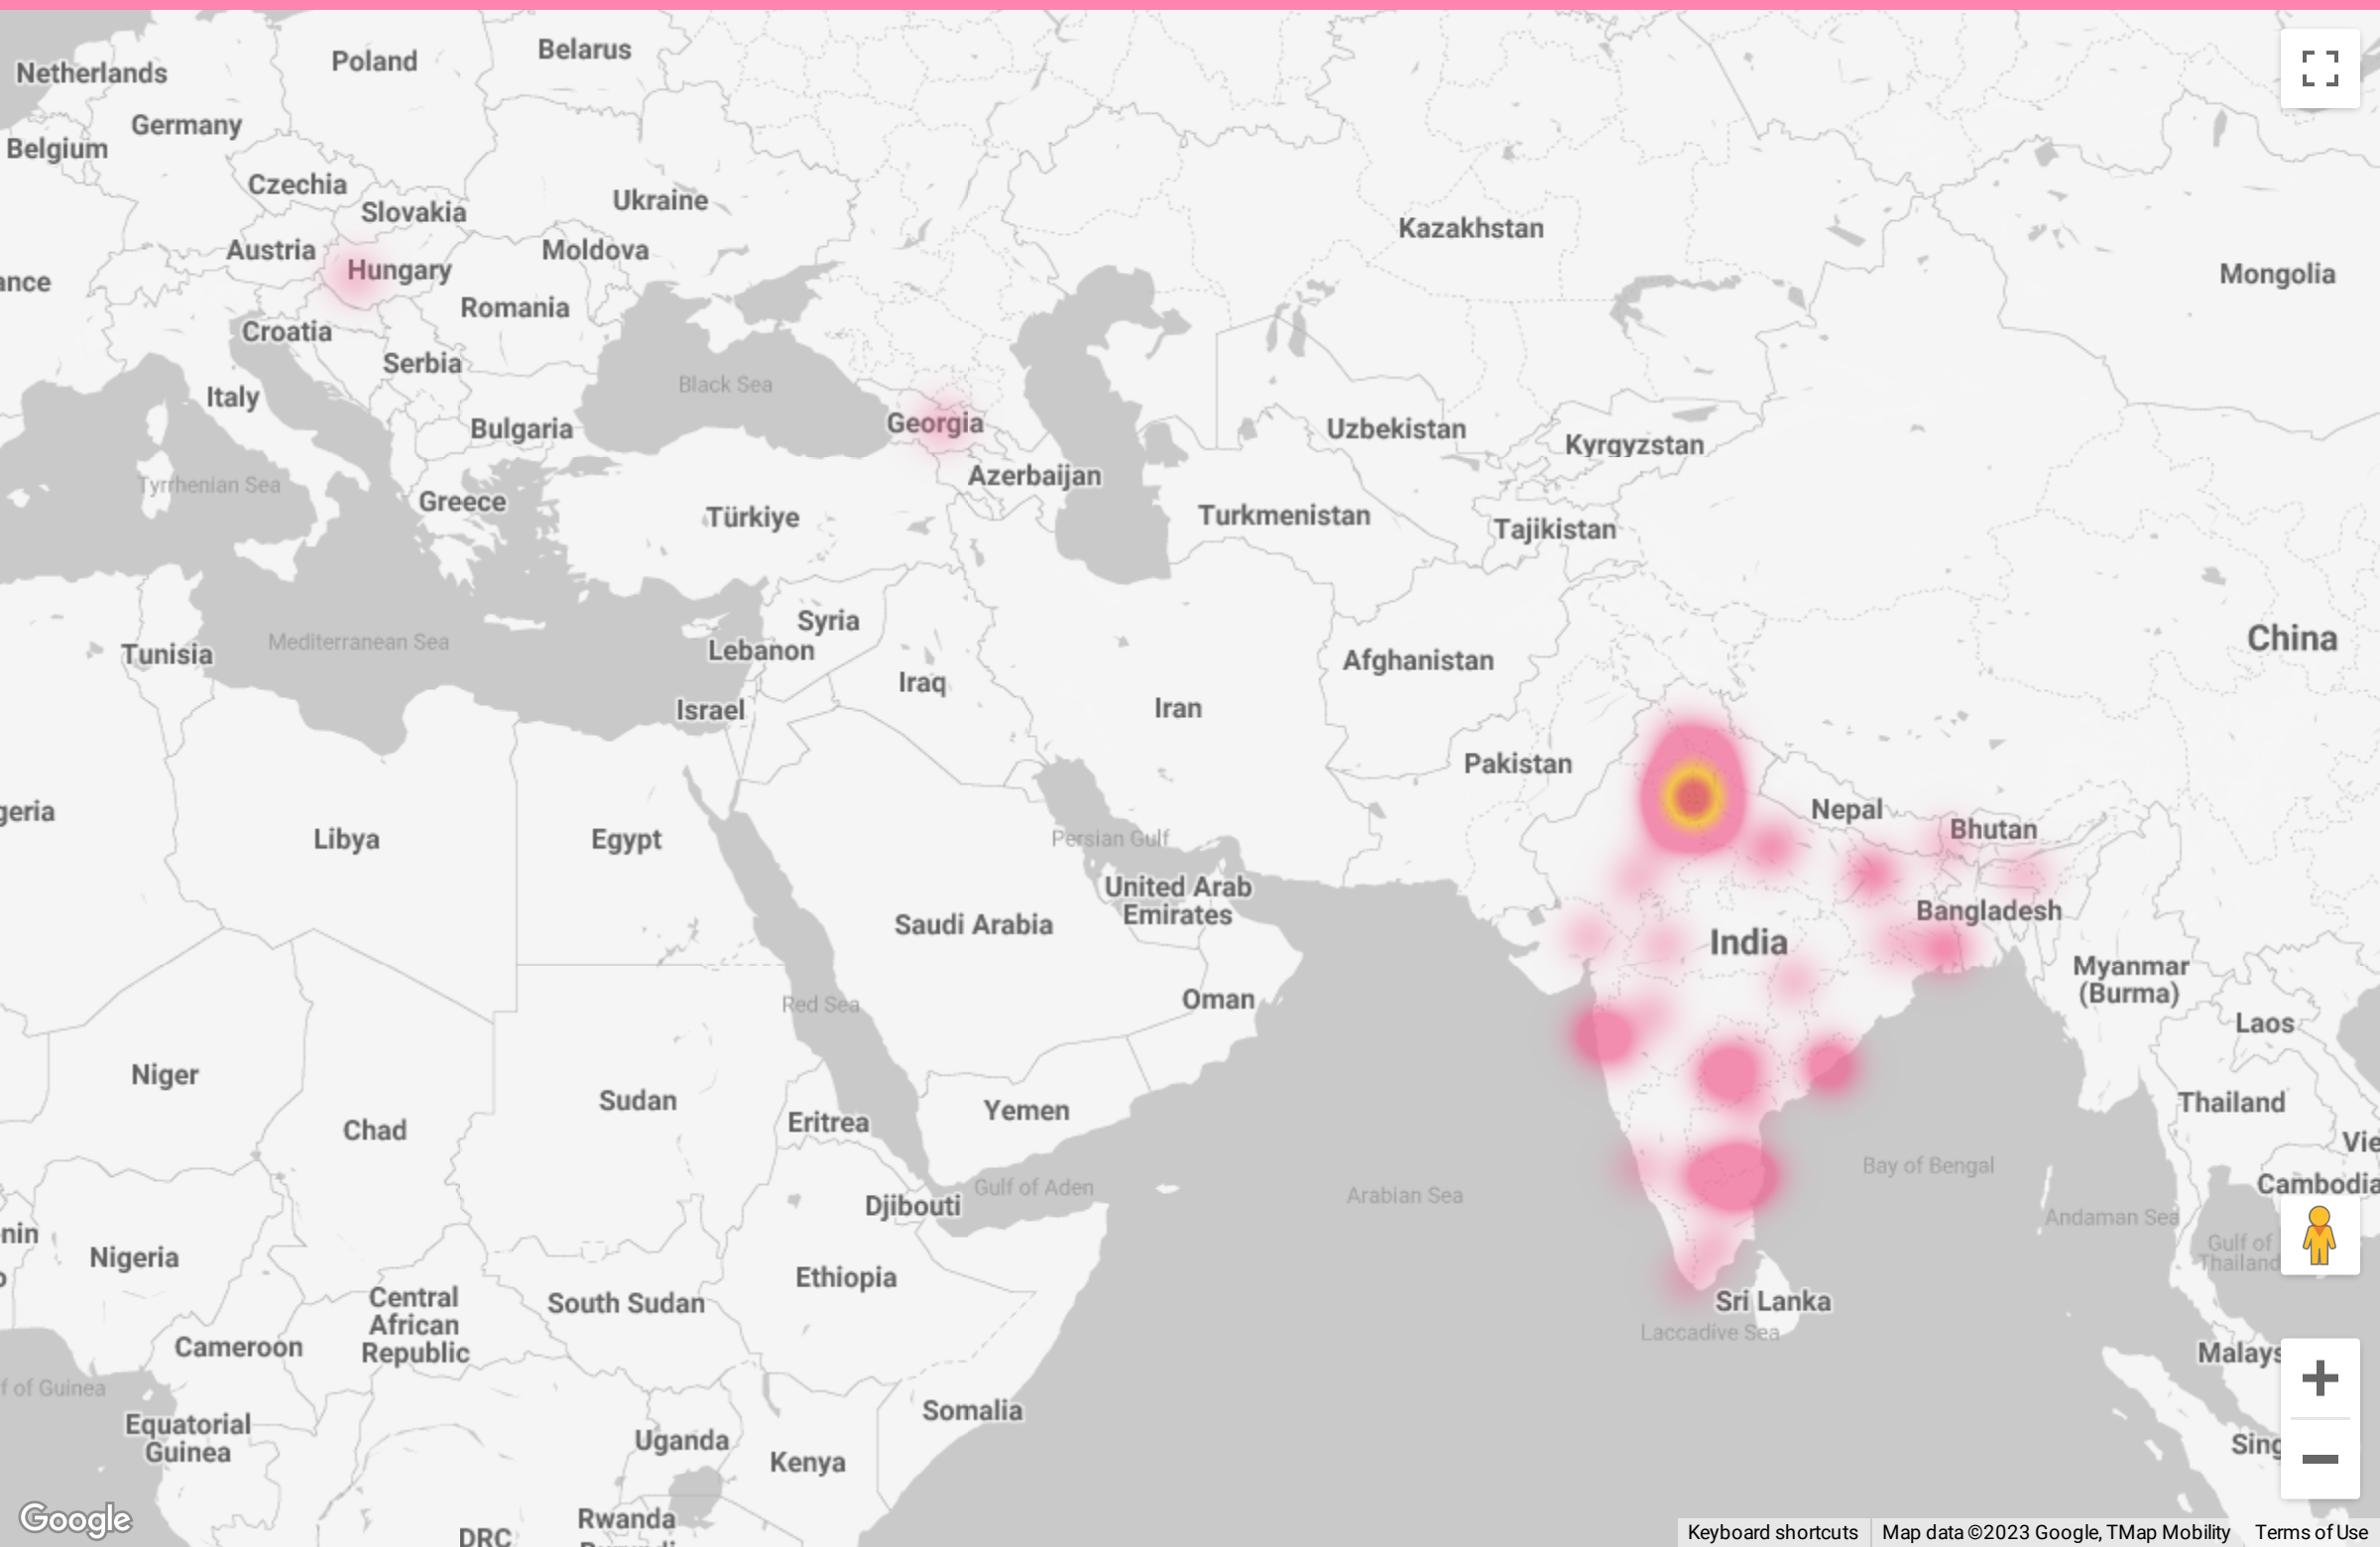 Belarus
Poland
Netherlands
Germany
Belgium
Czechia
Ukraine
Slovakia
Kazakhstan
Austria
Moldova
Hungary
Mongolia
ance
Romania
Croatia
Serbia
Black Sea
Italy
Georgia
Bulgaria
Uzbekistan
Kyrgyzstan
Azerbaijan
Tyrrhenian Sea
Greece
Türkiye
Turkmenistan
Tajikistan
Syria
China
Mediterranean Sea
Lebanon
Tunisia
Afghanistan
Iraq
Israel
Iran
Pakistan
geria
Nepal
Libya
Egypt
Persian Gulf
Bhutan
United Arab
Emirates
Bangladesh
Saudi Arabia
India
Myanmar
(Burma)
Oman
Red Sea
Laos
Niger
Sudan
Yemen
Thailand
Eritrea
Chad
Vie
Bay of Bengal
Cambodia
Gulf of Aden
Arabian Sea
Djibouti
Andaman Sea
nin
Gulf of
Thailand
Nigeria
Ethiopia
Central
African
Republic
South Sudan
Sri Lanka
Laccadive Sea
Cameroon
Malays
f of Guinea
Somalia
Equatorial
Guinea
Uganda
Sing
Kenya
Google
Rwanda
DRC
Keyboard shortcuts
Map data ©2023 Google, TMap Mobility
Terms of Use